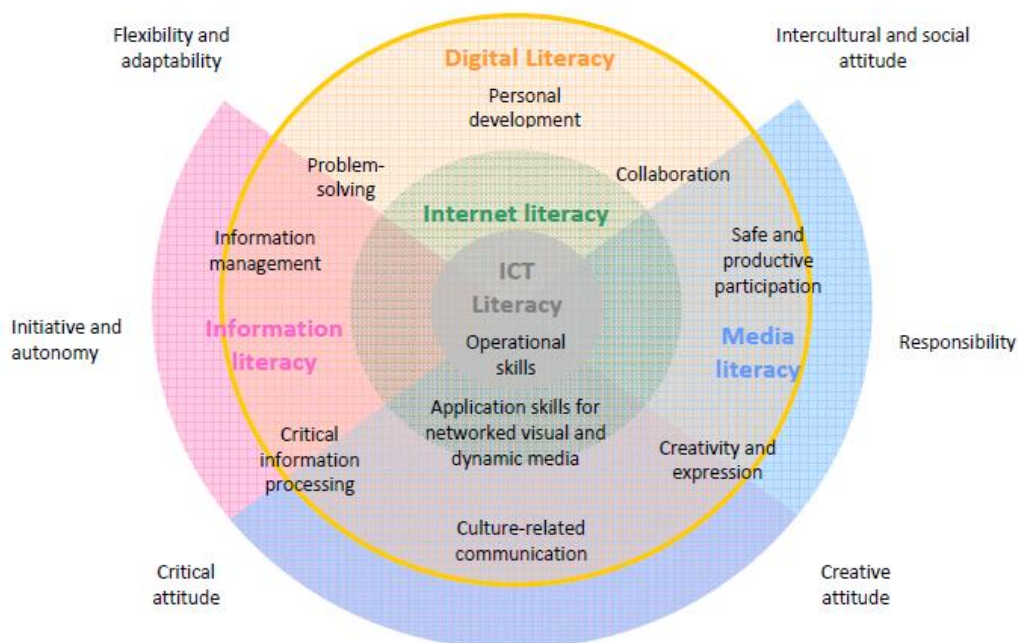 Flexibility and
adaptability
Intercultural and social
attitude
Digital Literacy
Personal
development
Problem-
solving
Collaboration
Internet literacy
Information
management
Safe and
productive
participation
ICT
Literacy
Initiative and
autonomy
Information
literacy
Operational
skills
Media
literacy
Responsibility
Application skills for
networked visual and
dynamic media
Critical
information
processing
Creativity and
expression
Culture-related
communication
Critical
attitude
Creative
attitude